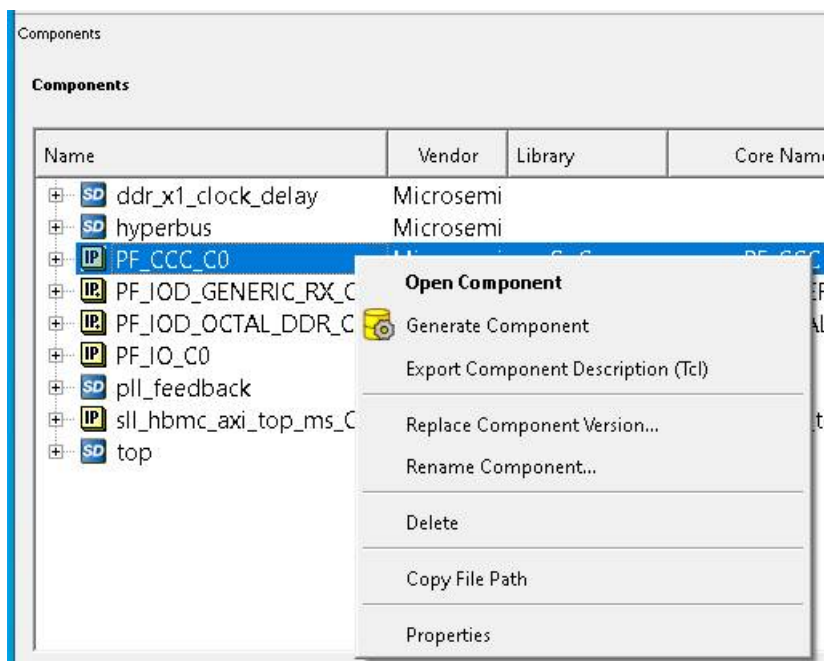 Components
Components
Name Vendor Library Core Name
SD ddr_x1_clock_delay Microsemi
SD hyperbus Microsemi
IP PF_CCC_C0
IP PF_IOD_GENERIC_RX_C
IP PF_IOD_OCTAL_DDR_C
IP PF_IO_C0
SD pll_feedback
IP sll_hbmc_axi_top_ms_C
SD top
Open Component
Generate Component
Export Component Description (Tcl)
Replace Component Version...
Rename Component...
Delete
Copy File Path
Properties